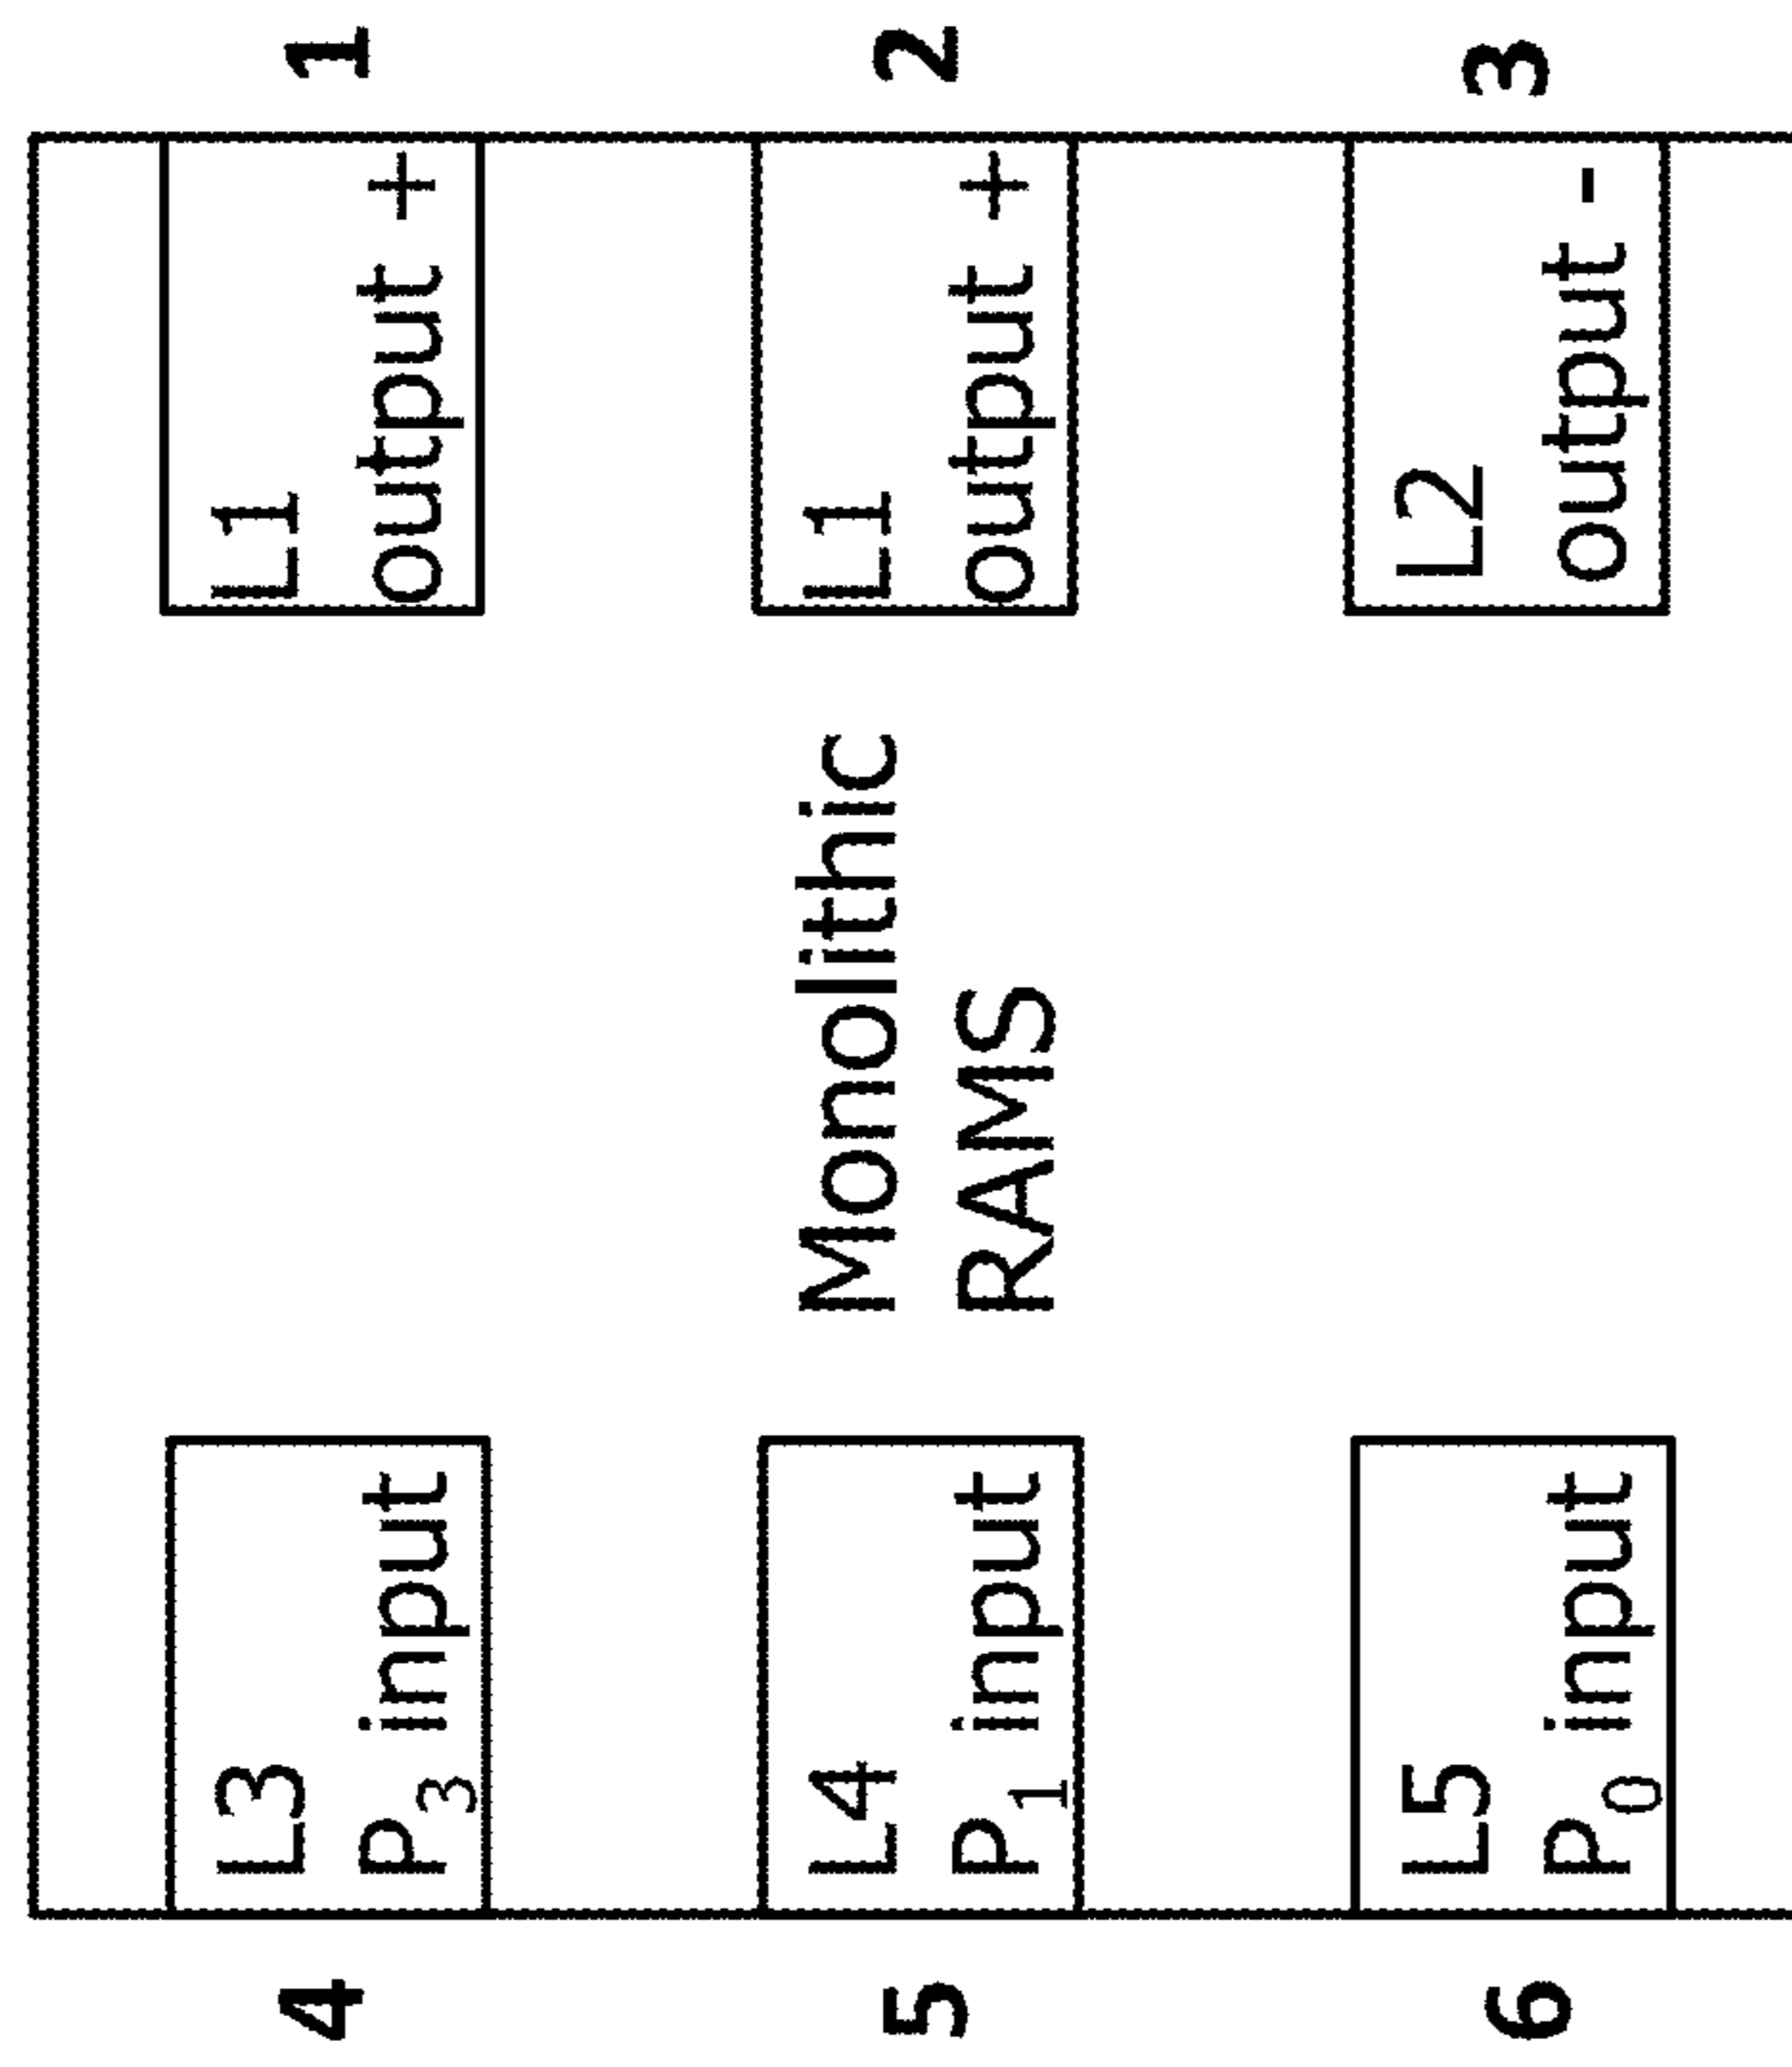 4
L3
P3 input
L1
output +
1
5
L4
P1 input
Monolithic
RAMS
L1
output +
2
6
L5
P0 input
L2
output -
3